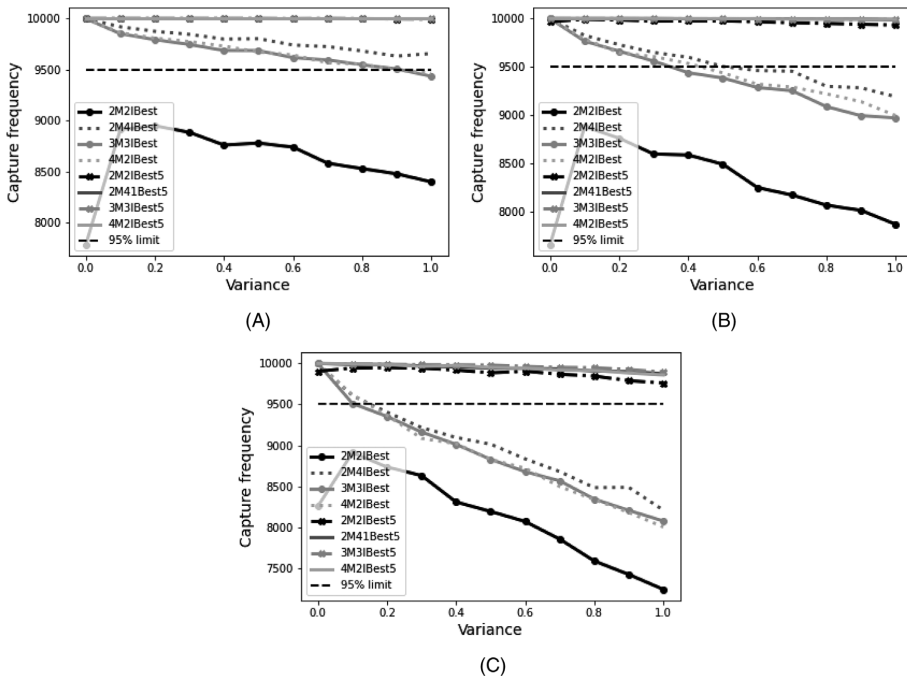 10000
9500
9000
8500
8000
Capture frequency
2M2IBest
2M4IBest
3M3IBest
4M2IBest
2M2IBest5
2M41Best5
3M3IBest5
4M2IBest5
95% limit
0.0 0.2 0.4 0.6 0.8 1.0
Variance
(A)
10000
9500
9000
8500
8000
Capture frequency
2M2IBest
2M4IBest
3M3IBest
4M2IBest
2M2IBest5
2M41Best5
3M3IBest5
4M2IBest5
95% limit
0.0 0.2 0.4 0.6 0.8 1.0
Variance
(B)
10000
9500
9000
8500
8000
7500
Capture frequency
2M2IBest
2M4IBest
3M3IBest
4M2IBest
2M2IBest5
2M41Best5
3M3IBest5
4M2IBest5
95% limit
0.0 0.2 0.4 0.6 0.8 1.0
Variance
(C)